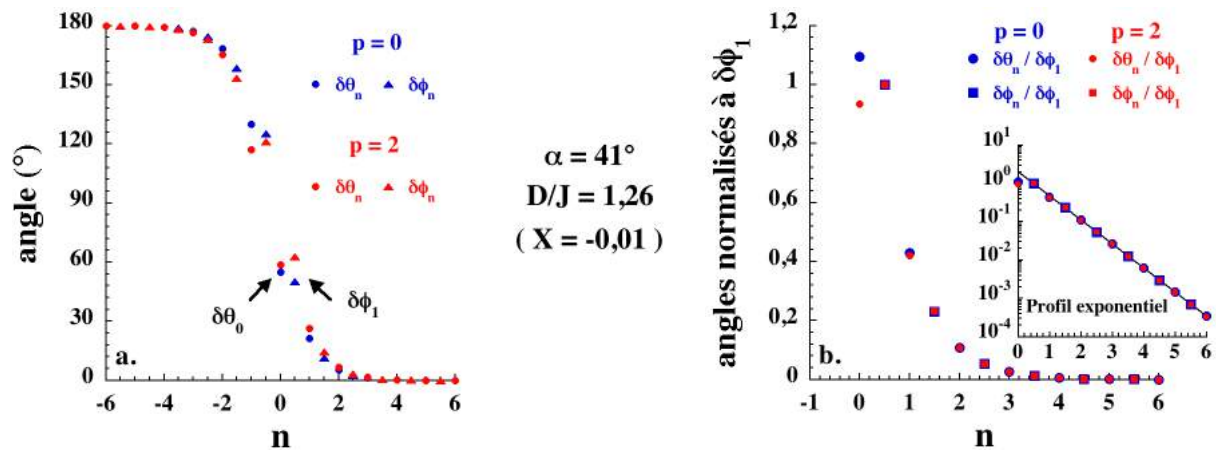 180
150
120
90
60
30
0
angle (°)
p = 0
δθn δϕn
p = 2
δθn δϕn
δθ0
δϕ1
a.
-6 -4 -2 0 2 4 6
n
α = 41°
D/J = 1,26
( X = -0,01 )
angles normalisés à δϕ1
1,2
1
0,8
0,6
0,4
0,2
0
p = 0 p = 2
δθn / δϕ1 δθn / δϕ1
δϕn / δϕ1 δϕn / δϕ1
10^1
10^0
10^-1
10^-2
10^-3
10^-4
Profil exponentiel
0 1 2 3 4 5 6
b.
-1 0 1 2 3 4 5 6
n